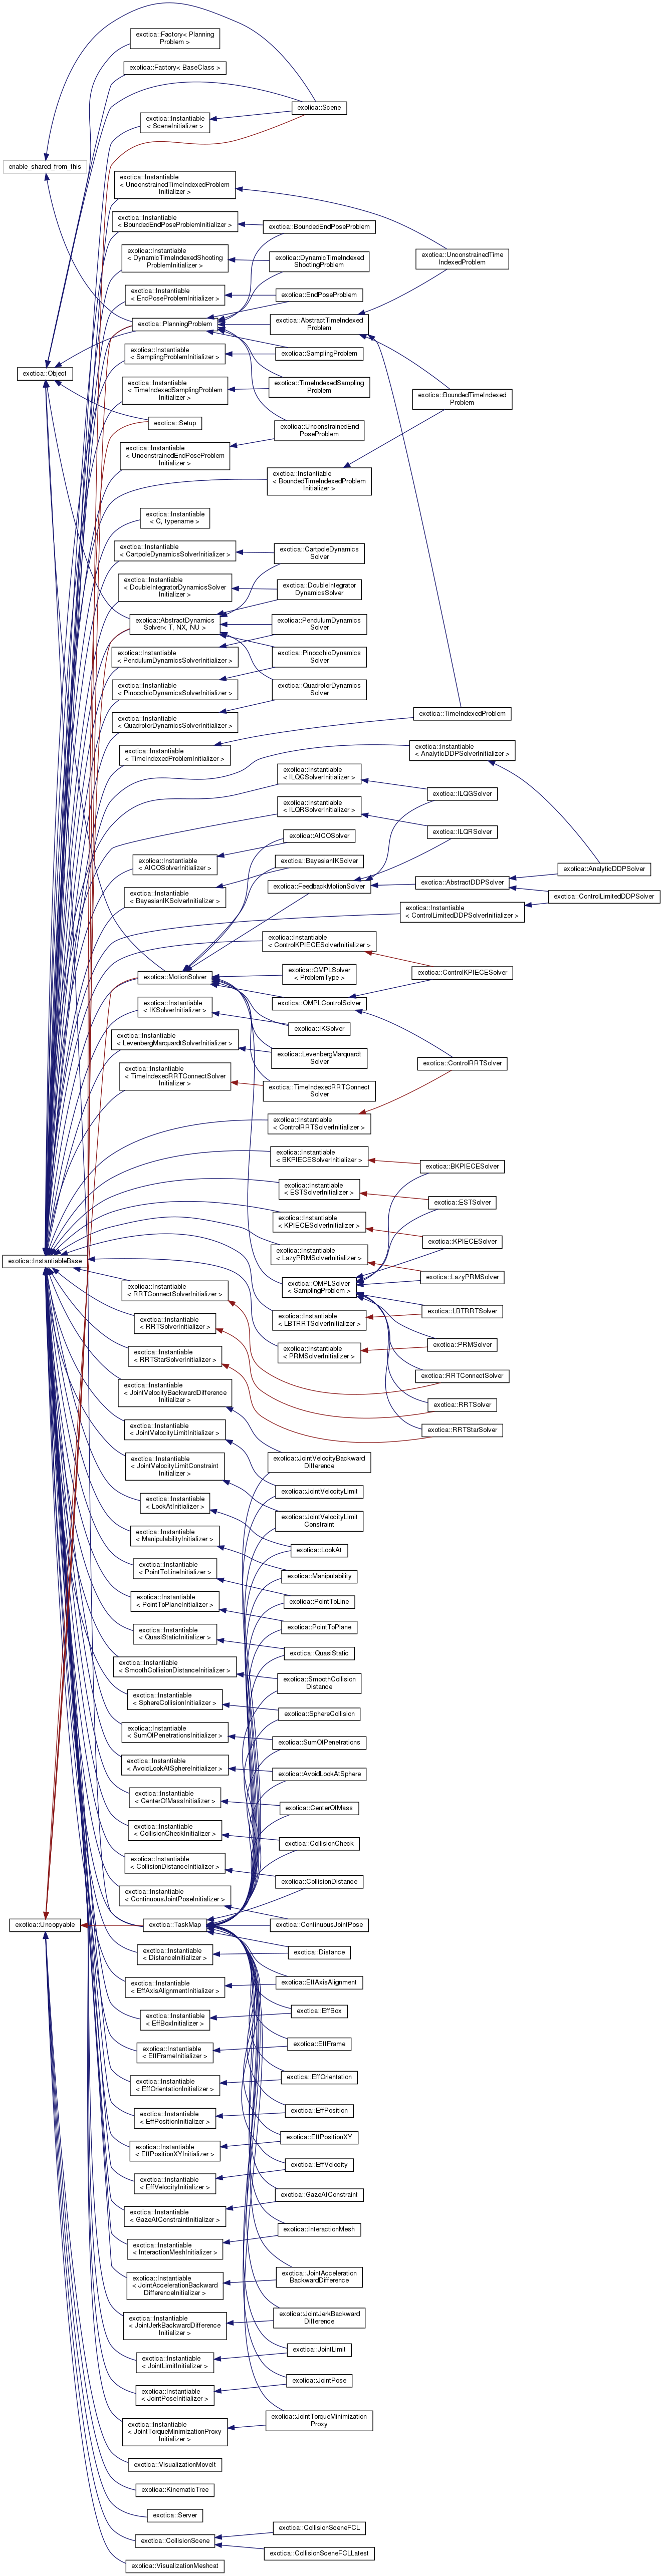 exotica::Factory< Planning
Problem >
exotica::Factory< BaseClass >
exotica::Scene
exotica::Instantiable
< SceneInitializer >
enable_shared_from_this
exotica::Instantiable
< UnconstrainedTimeIndexedProblem
Initializer >
exotica::Instantiable
< BoundedEndPoseProblemInitializer >
exotica::BoundedEndPoseProblem
exotica::Instantiable
< DynamicTimeIndexedShooting
ProblemInitializer >
exotica::DynamicTimeIndexed
ShootingProblem
exotica::UnconstrainedTime
IndexedProblem
exotica::Instantiable
< EndPoseProblemInitializer >
exotica::EndPoseProblem
exotica::PlanningProblem
exotica::AbstractTimeIndexed
Problem
exotica::Instantiable
< SamplingProblemInitializer >
exotica::SamplingProblem
exotica::Object
exotica::Instantiable
< TimeIndexedSamplingProblem
Initializer >
exotica::TimeIndexedSampling
Problem
exotica::BoundedTimeIndexed
Problem
exotica::Setup
exotica::UnconstrainedEnd
PoseProblem
exotica::Instantiable
< UnconstrainedEndPoseProblem
Initializer >
exotica::Instantiable
< BoundedTimeIndexedProblem
Initializer >
exotica::Instantiable
< C, typename >
exotica::Instantiable
< CartpoleDynamicsSolverInitializer >
exotica::CartpoleDynamics
Solver
exotica::Instantiable
< DoubleIntegratorDynamicsSolver
Initializer >
exotica::DoubleIntegrator
DynamicsSolver
exotica::AbstractDynamics
Solver< T, NX, NU >
exotica::PendulumDynamics
Solver
exotica::Instantiable
< PendulumDynamicsSolverInitializer >
exotica::PinocchioDynamics
Solver
exotica::Instantiable
< PinocchioDynamicsSolverInitializer >
exotica::QuadrotorDynamics
Solver
exotica::Instantiable
< QuadrotorDynamicsSolverInitializer >
exotica::TimeIndexedProblem
exotica::Instantiable
< TimeIndexedProblemInitializer >
exotica::Instantiable
< AnalyticDDPSolverInitializer >
exotica::Instantiable
< ILQGSolverInitializer >
exotica::ILQGSolver
exotica::Instantiable
< ILQRSolverInitializer >
exotica::ILQRSolver
exotica::AICOSolver
exotica::Instantiable
< AICOSolverInitializer >
exotica::BayesianIKSolver
exotica::AnalyticDDPSolver
exotica::FeedbackMotionSolver
exotica::AbstractDDPSolver
exotica::Instantiable
< BayesianIKSolverInitializer >
exotica::ControlLimitedDDPSolver
exotica::Instantiable
< ControlLimitedDDPSolverInitializer >
exotica::Instantiable
< ControlKPIECESolverInitializer >
exotica::MotionSolver
exotica::OMPLSolver
< ProblemType >
exotica::ControlKPIECESolver
exotica::Instantiable
< IKSolverInitializer >
exotica::OMPLControlSolver
exotica::IKSolver
exotica::Instantiable
< LevenbergMarquardtSolverInitializer >
exotica::LevenbergMarquardt
Solver
exotica::ControlRRTSolver
exotica::Instantiable
< TimeIndexedRRTConnectSolver
Initializer >
exotica::TimeIndexedRRTConnect
Solver
exotica::Instantiable
< ControlRRTSolverInitializer >
exotica::Instantiable
< BKPIECESolverInitializer >
exotica::BKPIECESolver
exotica::Instantiable
< ESTSolverInitializer >
exotica::ESTSolver
exotica::Instantiable
< KPIECESolverInitializer >
exotica::KPIECESolver
exotica::InstantiableBase
exotica::Instantiable
< LazyPRMSolverInitializer >
exotica::LazyPRMSolver
exotica::Instantiable
< RRTConnectSolverInitializer >
exotica::OMPLSolver
< SamplingProblem >
exotica::LBTRRTSolver
exotica::Instantiable
< RRTSolverInitializer >
exotica::Instantiable
< LBTRRTSolverInitializer >
exotica::PRMSolver
exotica::Instantiable
< RRTStarSolverInitializer >
exotica::Instantiable
< PRMSolverInitializer >
exotica::RRTConnectSolver
exotica::Instantiable
< JointVelocityBackwardDifference
Initializer >
exotica::RRTSolver
exotica::Instantiable
< JointVelocityLimitInitializer >
exotica::RRTStarSolver
exotica::Instantiable
< JointVelocityLimitConstraint
Initializer >
exotica::JointVelocityBackward
Difference
exotica::JointVelocityLimit
exotica::Instantiable
< LookAtInitializer >
exotica::JointVelocityLimit
Constraint
exotica::Instantiable
< ManipulabilityInitializer >
exotica::LookAt
exotica::Instantiable
< PointToLineInitializer >
exotica::Manipulability
exotica::Instantiable
< PointToPlaneInitializer >
exotica::PointToLine
exotica::Instantiable
< QuasiStaticInitializer >
exotica::PointToPlane
exotica::QuasiStatic
exotica::Instantiable
< SmoothCollisionDistanceInitializer >
exotica::SmoothCollision
Distance
exotica::Instantiable
< SphereCollisionInitializer >
exotica::SphereCollision
exotica::Instantiable
< SumOfPenetrationsInitializer >
exotica::SumOfPenetrations
exotica::Instantiable
< AvoidLookAtSphereInitializer >
exotica::AvoidLookAtSphere
exotica::Instantiable
< CenterOfMassInitializer >
exotica::CenterOfMass
exotica::Instantiable
< CollisionCheckInitializer >
exotica::CollisionCheck
exotica::Instantiable
< CollisionDistanceInitializer >
exotica::CollisionDistance
exotica::Instantiable
< ContinuousJointPoseInitializer >
exotica::Uncopyable
exotica::TaskMap
exotica::ContinuousJointPose
exotica::Instantiable
< DistanceInitializer >
exotica::Distance
exotica::Instantiable
< EffAxisAlignmentInitializer >
exotica::EffAxisAlignment
exotica::Instantiable
< EffBoxInitializer >
exotica::EffBox
exotica::Instantiable
< EffFrameInitializer >
exotica::EffFrame
exotica::Instantiable
< EffOrientationInitializer >
exotica::EffOrientation
exotica::Instantiable
< EffPositionInitializer >
exotica::EffPosition
exotica::Instantiable
< EffPositionXYInitializer >
exotica::EffPositionXY
exotica::Instantiable
< EffVelocityInitializer >
exotica::EffVelocity
exotica::Instantiable
< GazeAtConstraintInitializer >
exotica::GazeAtConstraint
exotica::Instantiable
< InteractionMeshInitializer >
exotica::InteractionMesh
exotica::Instantiable
< JointAccelerationBackward
DifferenceInitializer >
exotica::JointAcceleration
BackwardDifference
exotica::Instantiable
< JointJerkBackwardDifference
Initializer >
exotica::JointJerkBackward
Difference
exotica::Instantiable
< JointLimitInitializer >
exotica::JointLimit
exotica::Instantiable
< JointPoseInitializer >
exotica::JointPose
exotica::Instantiable
< JointTorqueMinimizationProxy
Initializer >
exotica::JointTorqueMinimization
Proxy
exotica::VisualizationMoveIt
exotica::KinematicTree
exotica::Server
exotica::CollisionScene
exotica::CollisionSceneFCL
exotica::CollisionSceneFCLLatest
exotica::VisualizationMeshcat